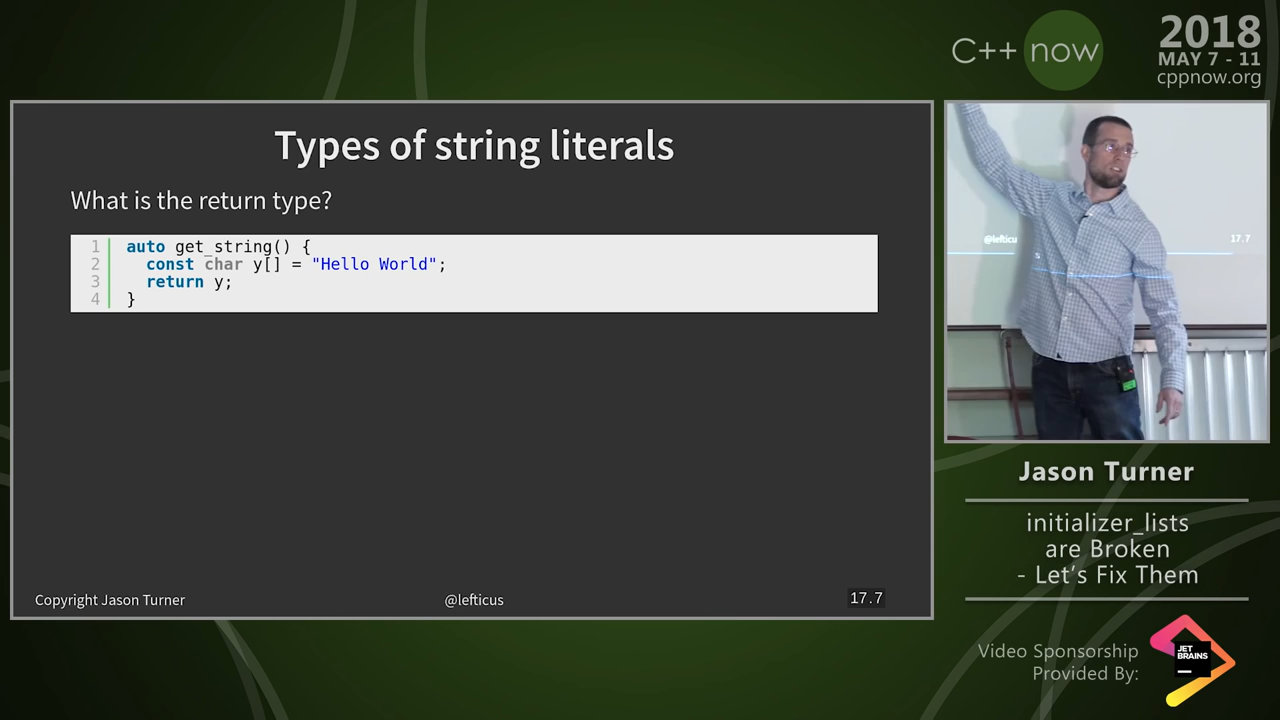 C++ now
2018
MAY 7 - 11
cppnow.org
Types of string literals
What is the return type?
1 auto get_string() {
2 const char y[] = "Hello World";
3 return y;
4 }
Copyright Jason Turner
@lefticus
17.7
@lefticu
17.7
Jason Turner
initializer_lists
are Broken
- Let's Fix Them
Video Sponsorship
Provided By:
JET
BRAINS